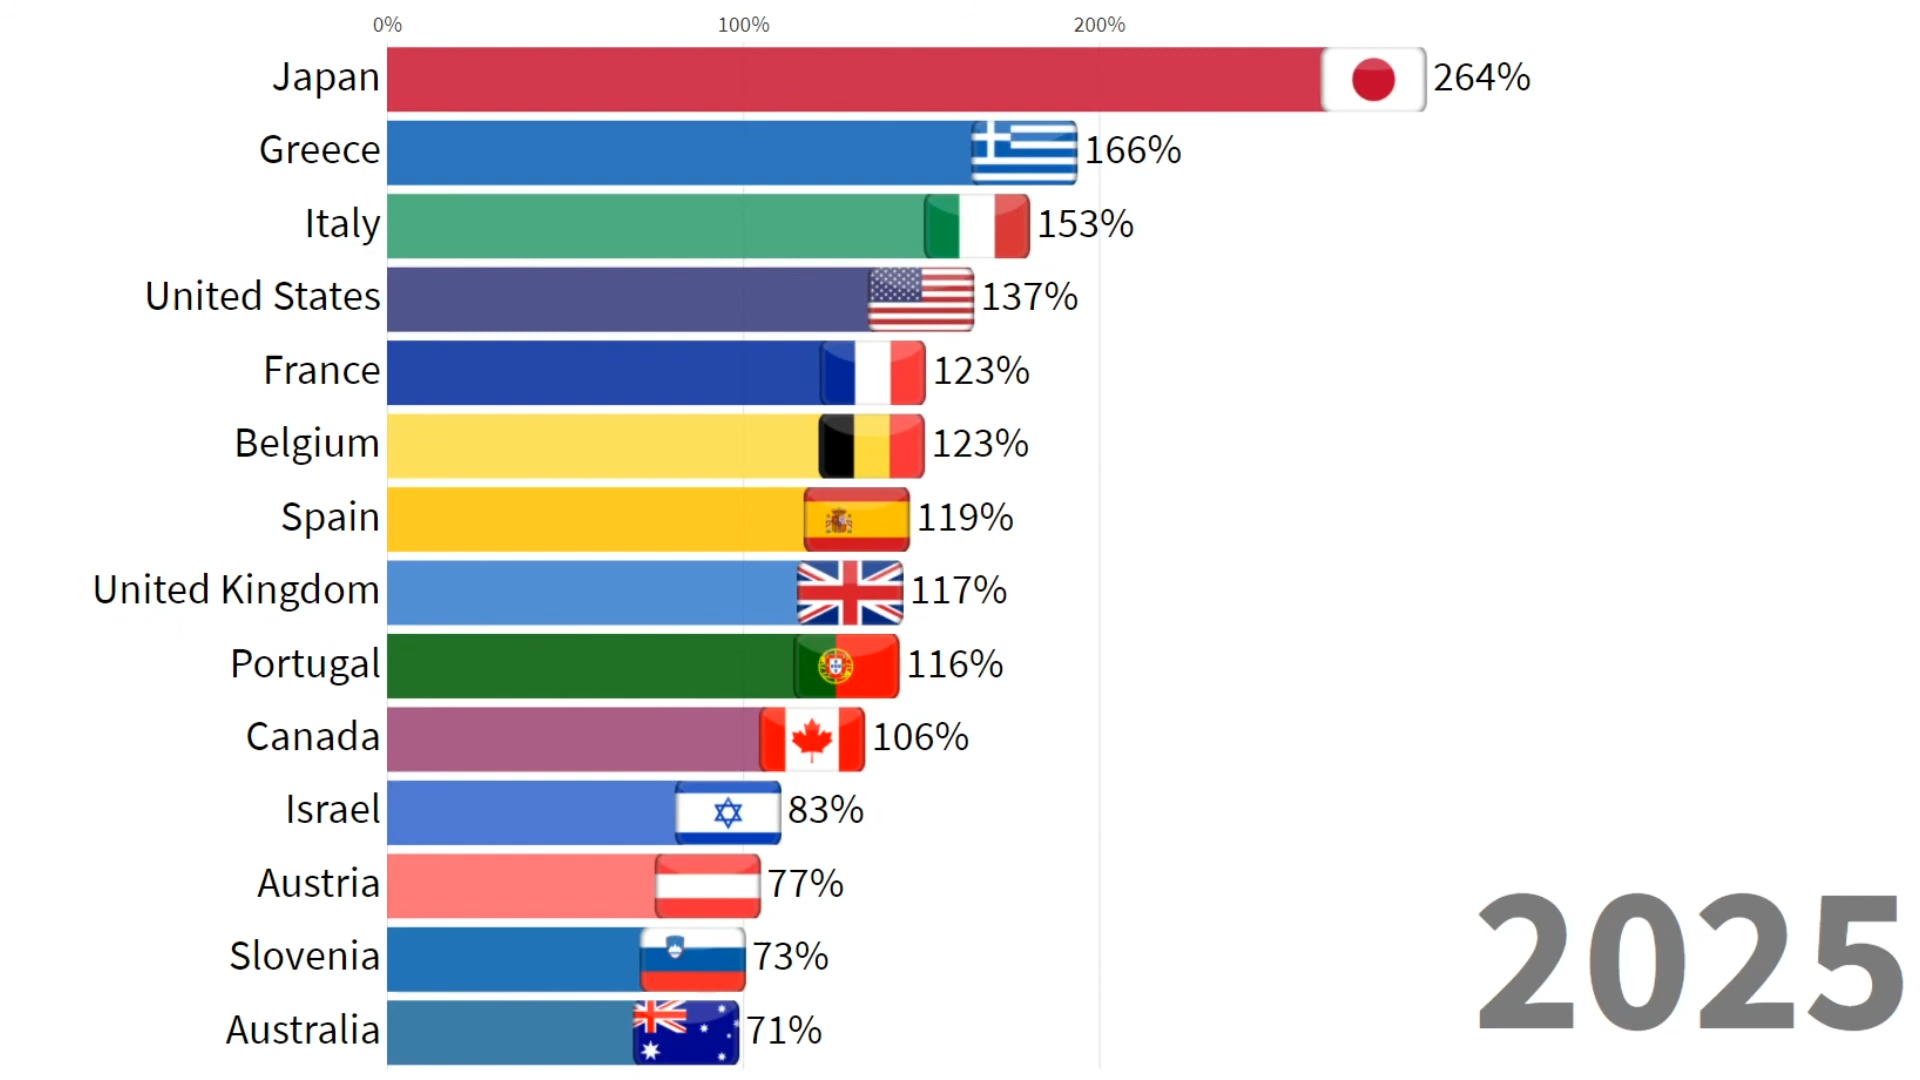 0% 100% 200%
Japan 264%
Greece 166%
Italy 153%
United States 137%
France 123%
Belgium 123%
Spain 119%
United Kingdom 117%
Portugal 116%
Canada 106%
Israel 83%
Austria 77%
Slovenia 73%
Australia 71%
2025